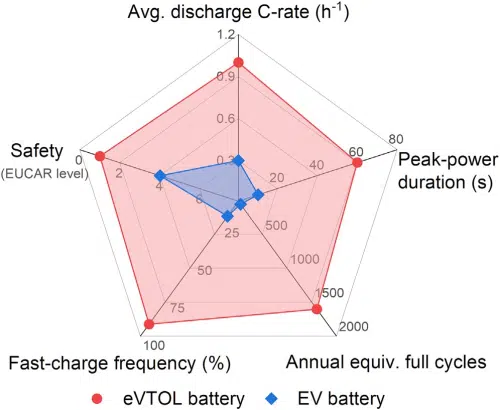 Avg. discharge C-rate (h⁻¹)
1.2
0.9
0.6
0.3
80
60
40
20
Peak-power
duration (s)
Safety
(EUCAR level)
0
2
4
6
500
1000
1500
2000
25
50
75
100
Fast-charge frequency (%)
Annual equiv. full cycles
eVTOL battery
EV battery